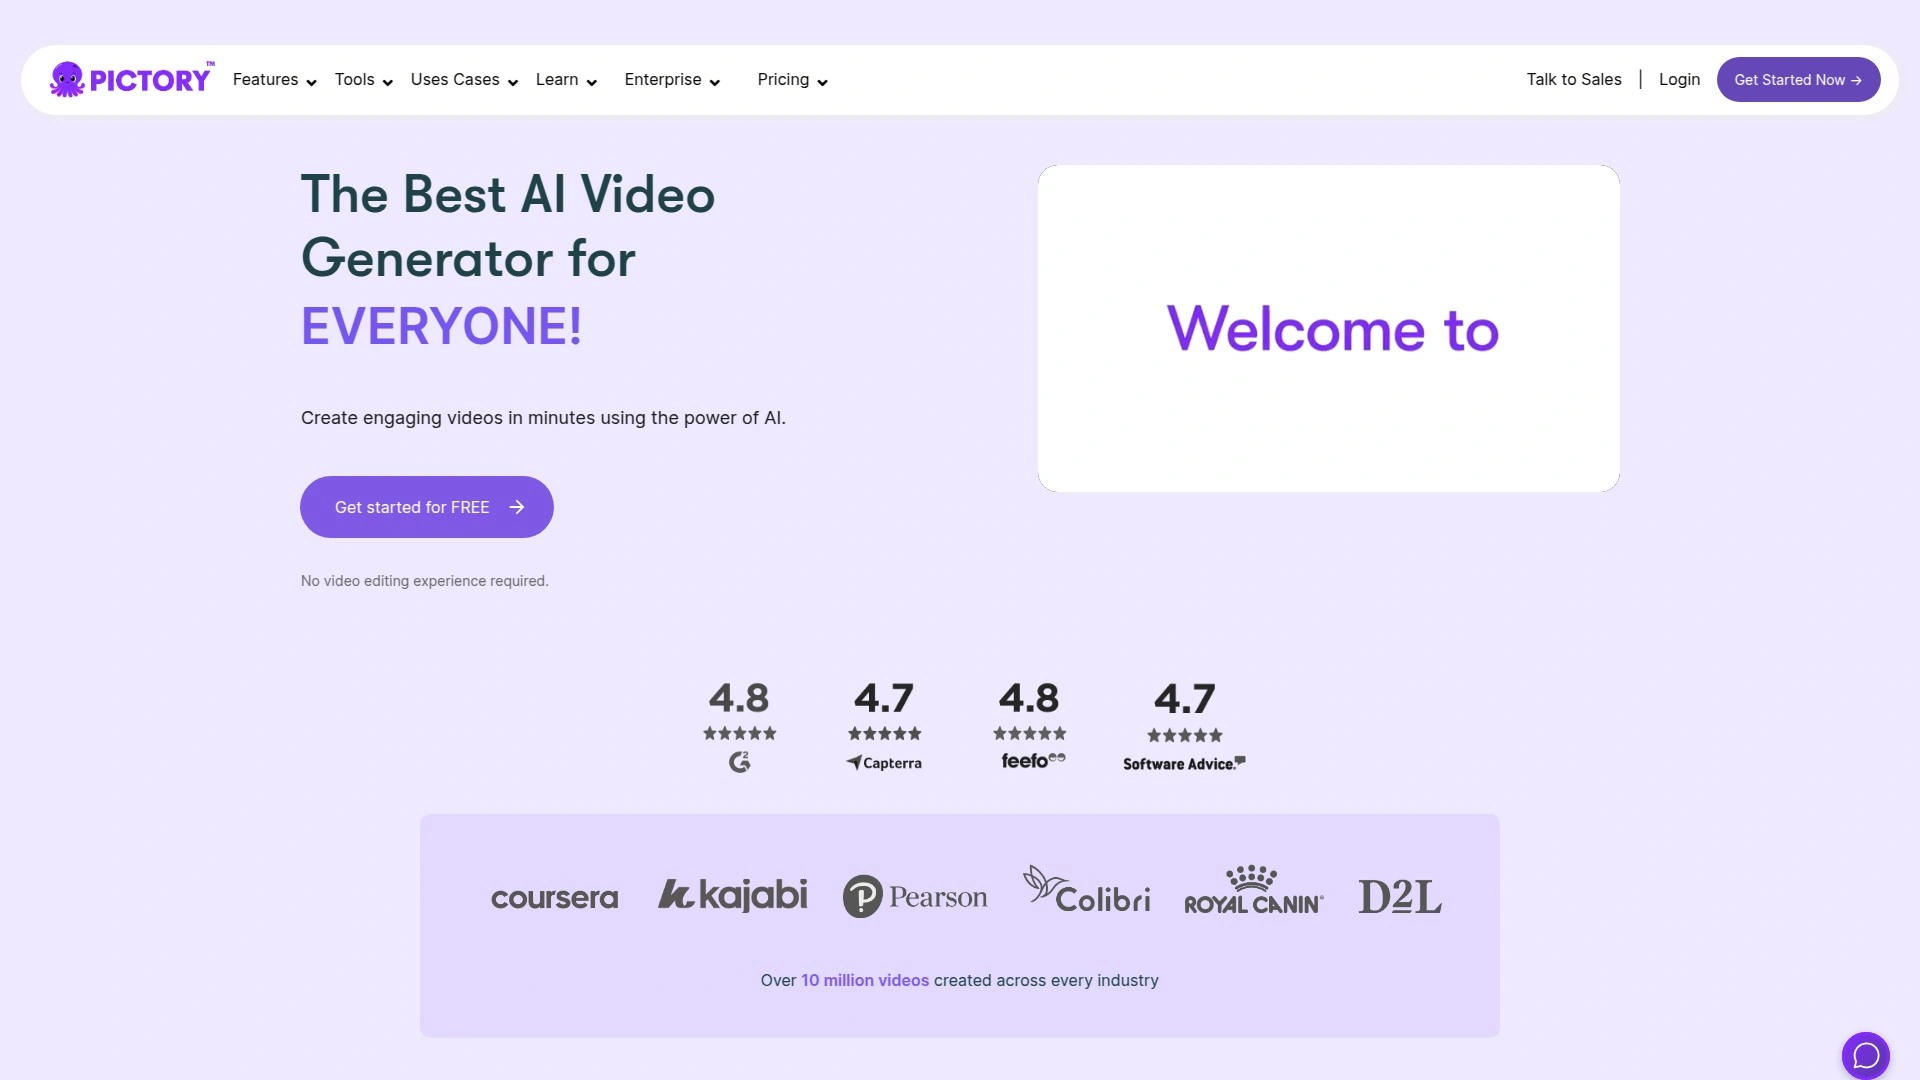 PICTORY™
Features
Tools
Uses Cases
Learn
Enterprise
Pricing
Talk to Sales | Login
Get Started Now →
The Best AI Video
Generator for
EVERYONE!
Create engaging videos in minutes using the power of AI.
Get started for FREE →
No video editing experience required.
Welcome to
4.8
G2
4.7
Capterra
4.8
feefo
4.7
Software Advice.
coursera
kajabi
Pearson
Colibri
ROYAL CANIN®
D2L
Over 10 million videos created across every industry